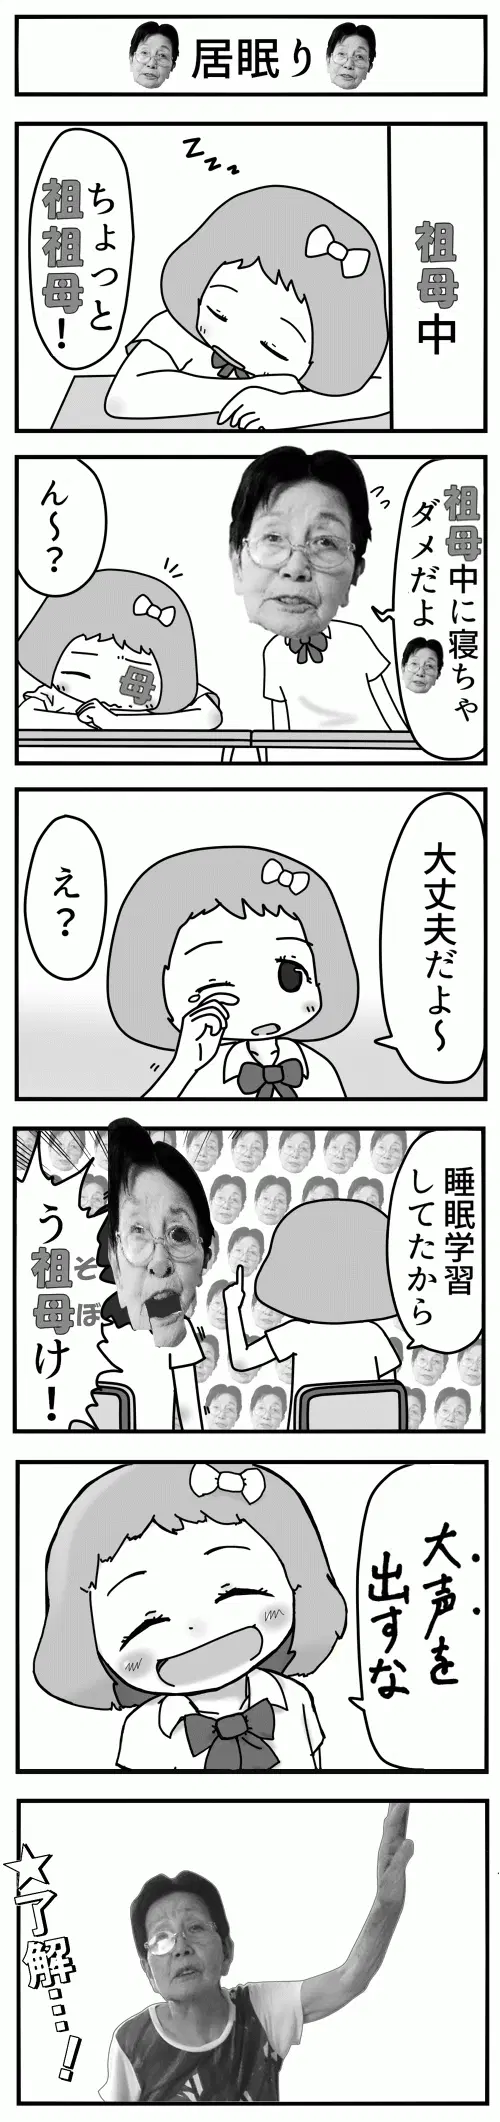 居眠り
祖母中
ちょっと
祖祖母！
Zzz
祖母中に寝ちゃ
ダメだよ
ん～？
母
大丈夫だよ～
え？
睡眠学習
してたから
う祖母け！
そぼ
大声を
出すな
★了解…！